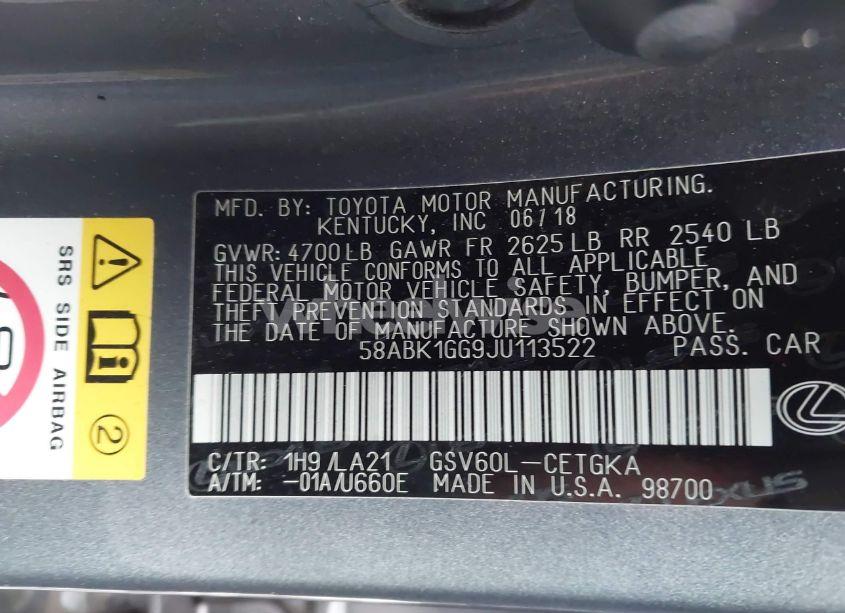 MFD. BY: TOYOTA MOTOR MANUFACTURING.
KENTUCKY, INC 06/18
GVWR: 4700LB GAWR FR 2625LB RR 2540 LB
THIS VEHICLE CONFORMS TO ALL APPLICABLE
FEDERAL MOTOR VEHICLE SAFETY, BUMPER, AND
THEFT PREVENTION STANDARDS IN EFFECT ON
THE DATE OF MANUFACTURE SHOWN ABOVE.
58ABK1GG9JU113522 PASS. CAR
C/TR: 1H9 /LA21 GSV60L-CETGKA
A/TM: -01A/U660E MADE IN U.S.A. 98700
SRS SIDE AIRBAG
2